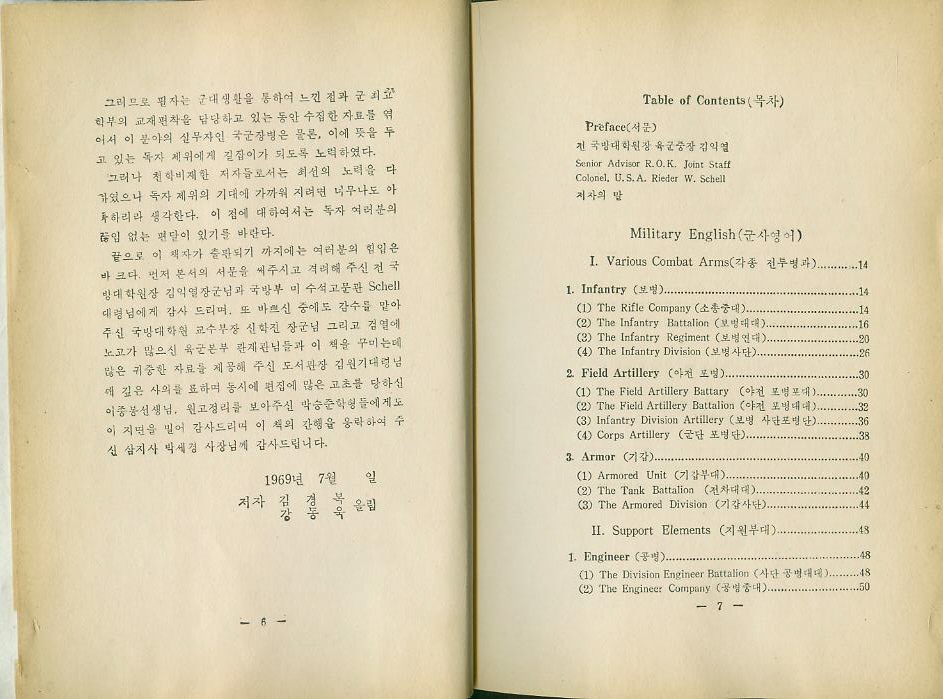 그러므로 필자는 군대생활을 통하여 느낀 점과 군 최고
학부의 교재편착을 담당하고 있는 동안 수집한 자료를 엮
어서 이 분야의 실무자인 국군장병은 물론, 이에 뜻을 두
고 있는 독자 제위에게 길잡이가 되도록 노력하였다.
그러나 천학비재한 저자들로서는 최선의 노력을 다
하였으나 독자 제위의 기대에 가까워 지려면 너무나도 아
득하리라 생각한다. 이 점에 대하여서는 독자 여러분의
끊임 없는 편달이 있기를 바란다.
끝으로 이 책자가 출판되기 까지에는 여러분의 힘입은
바 크다. 먼저 본서의 서문을 써주시고 격려해 주신 전 국
방대학원장 김익열장군님과 국방부 미 수석고문관 Schell
대령님에게 감사 드리며. 또 바쁘신 중에도 감수를 맡아
주신 국방대학원 교수부장 신학진 장군님 그리고 검열에
노고가 많으신 육군본부 관재관님들과 이 책을 꾸미는데
많은 귀중한 자료를 제공해 주신 도서관장 김원기대령님
께 깊은 사의를 표하며 동시에 편집에 많은 고초를 당하신
이종봉선생님, 원고정리를 보아주신 박승준학형들에게도
이 지면을 빌어 감사드리며 이 책의 간행을 응락하여 주
신 삼지사 박세경 사장님께 감사드립니다.
1969년 7월 일
저자 김 경 복
강 동 욱 올림
— 6 —
Table of Contents(목차)
Preface(서문)
전 국방대학원장 육군중장 김익열
Senior Advisor R.O.K. Joint Staff
Colonel, U.S.A. Rieder W. Schell
저자의 말
Military English(군사영어)
I. Various Combat Arms(각종 전투병과)...........14
1. Infantry (보병)..........14
(1) The Rifle Company (소총중대)..........14
(2) The Infantry Battalion (보병대대)..........16
(3) The Infantry Regiment (보병연대)..........20
(4) The Infantry Division (보병사단)..........26
2. Field Artillery (야전 포병)..........30
(1) The Field Artillery Battary (야전 포병포대)..........30
(2) The Field Artillery Battalion (야전 포병대대)..........32
(3) Infantry Division Artillery (보병 사단포병단)..........36
(4) Corps Artillery (군단 포병단)..........38
3. Armor (기갑)..........40
(1) Armored Unit (기갑부대)..........40
(2) The Tank Battalion (전차대대)..........42
(3) The Armored Division (기갑사단)..........44
II. Support Elements (지원부대)..........48
1. Engineer (공병)..........48
(1) The Division Engineer Battalion (사단 공병대대).........48
(2) The Engineer Company (공병중대)..........50
— 7 —